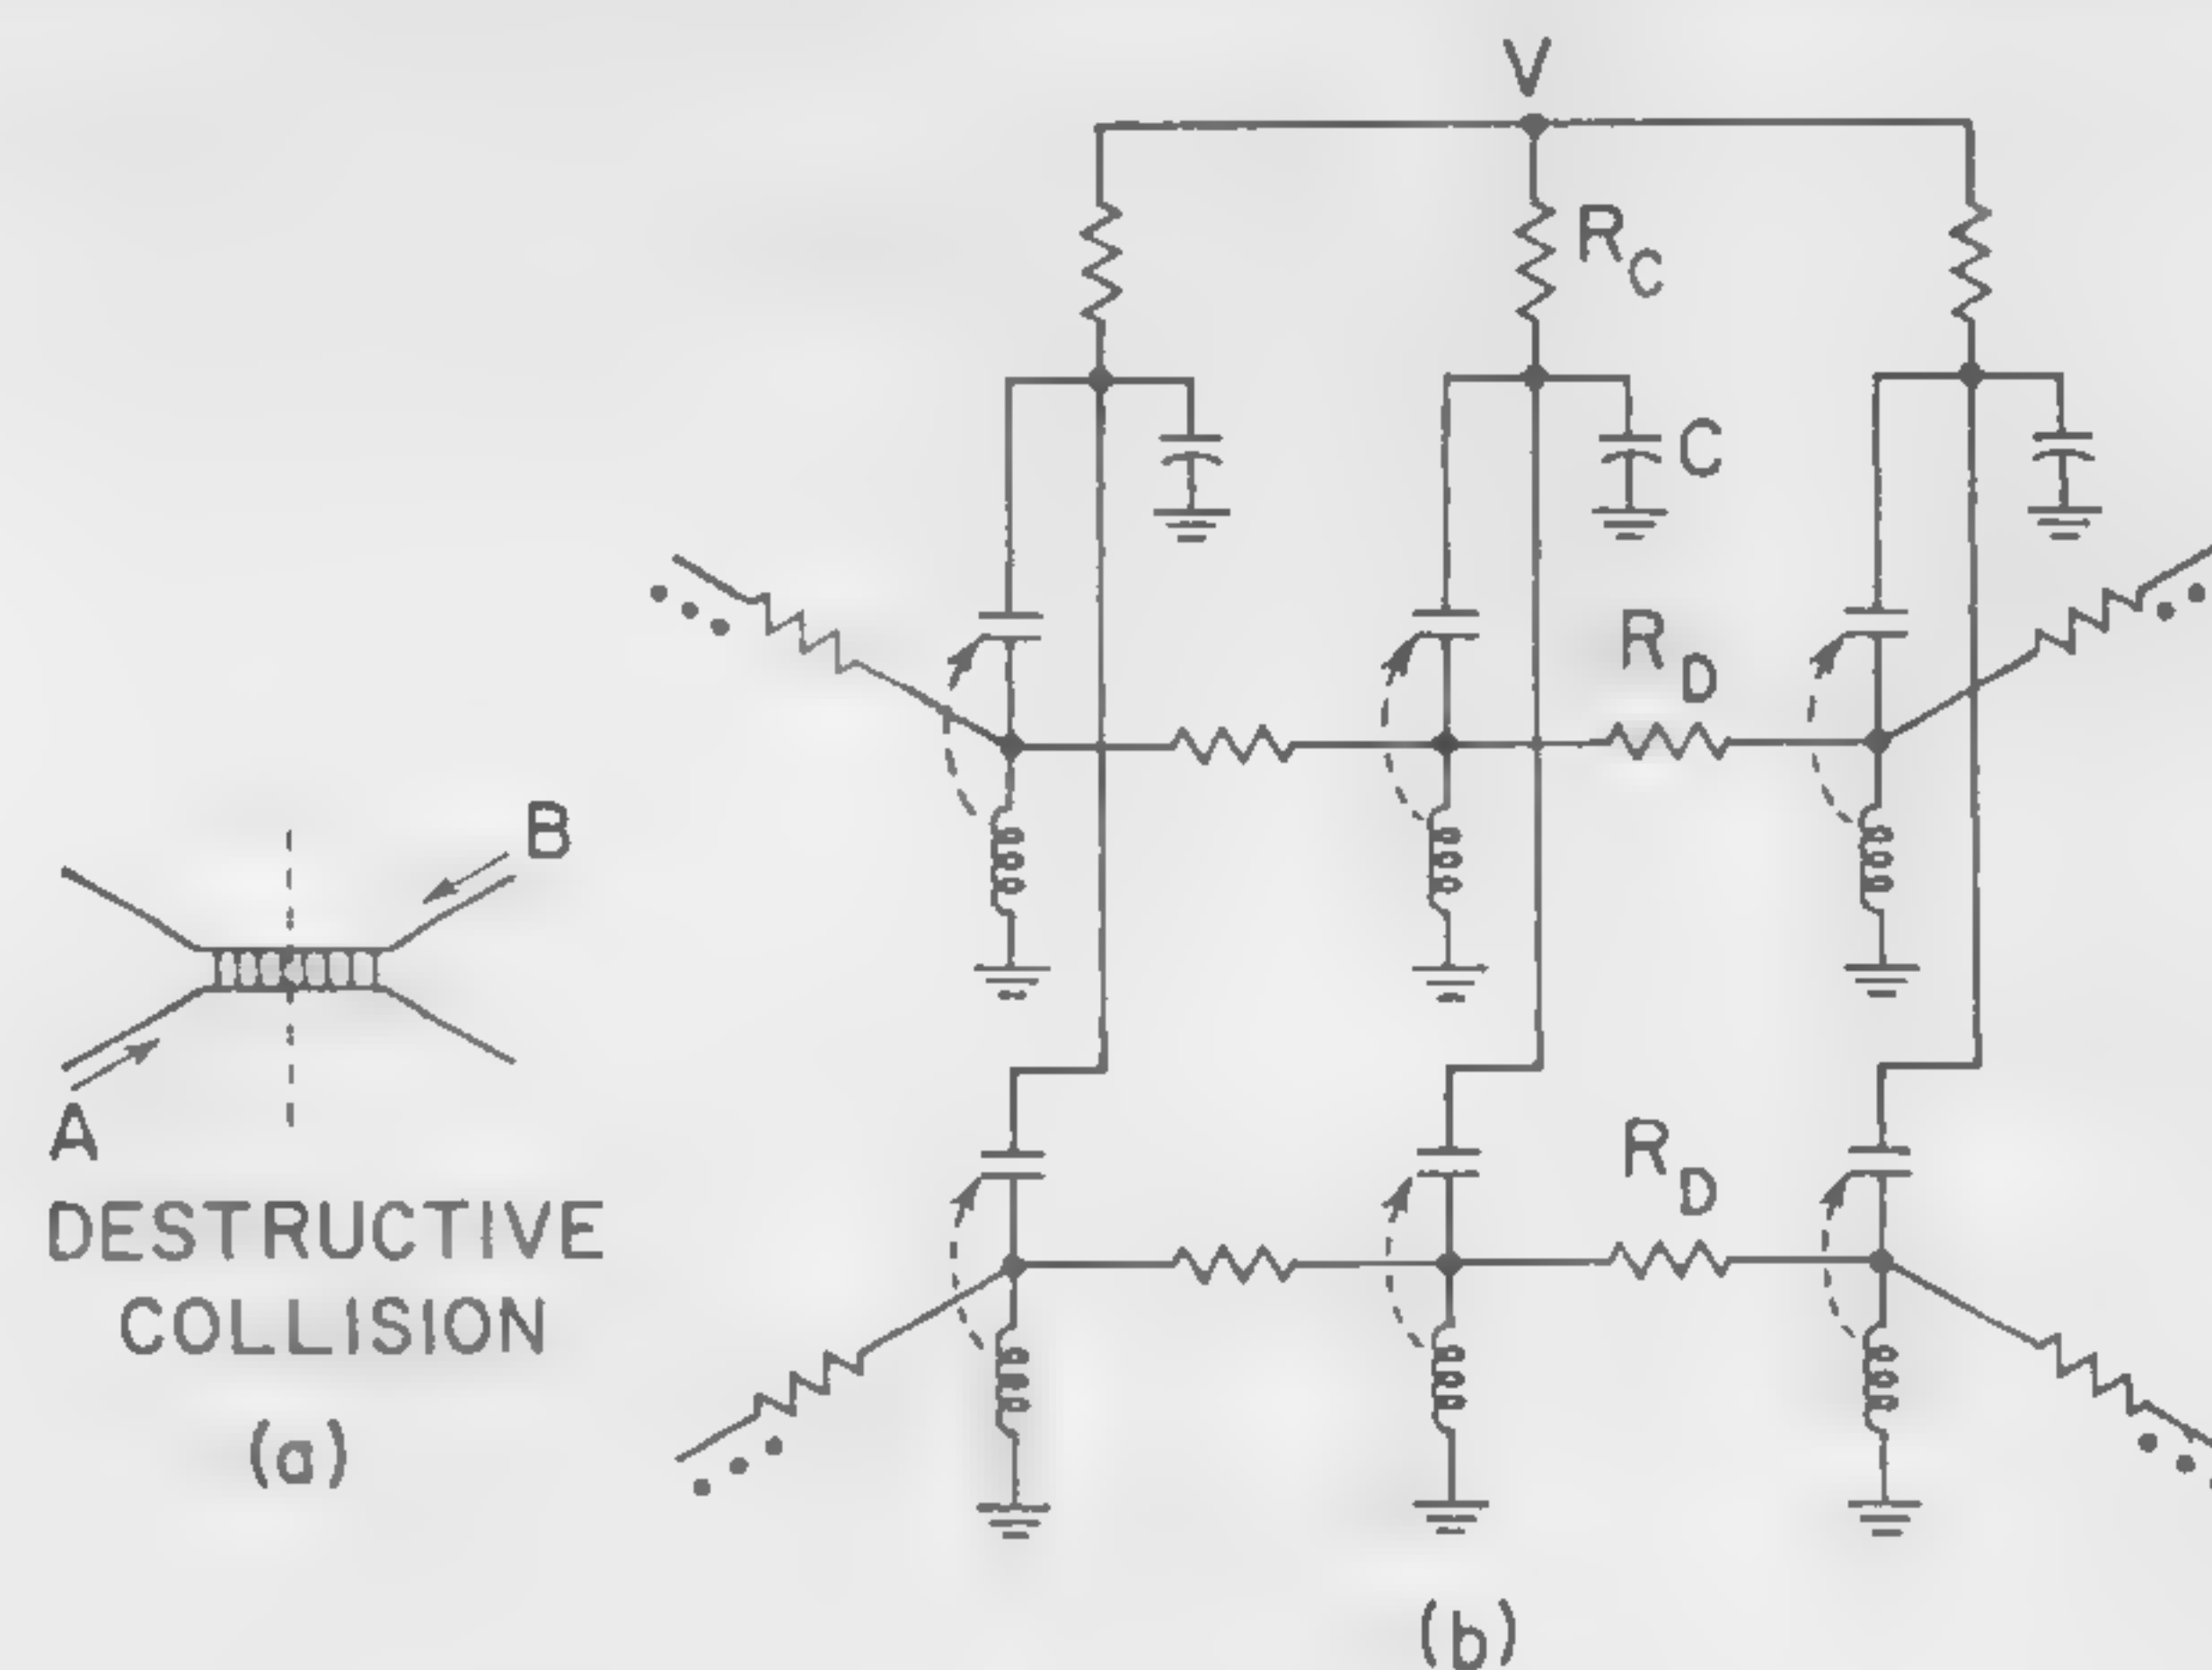 V
R_C
C
R_D
B
A
DESTRUCTIVE
COLLISION
(a)
R_D
(b)